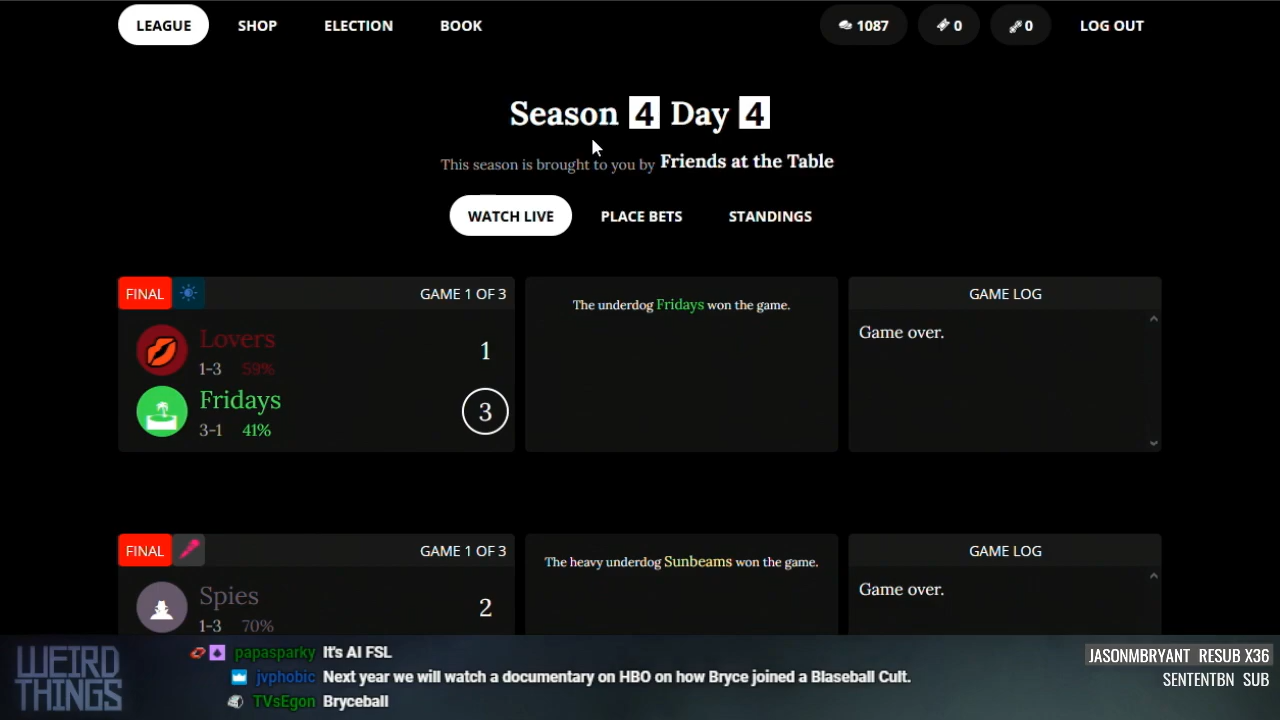 LEAGUE SHOP ELECTION BOOK 1087 0 0 LOG OUT
Season 4 Day 4
This season is brought to you by Friends at the Table
WATCH LIVE PLACE BETS STANDINGS
FINAL GAME 1 OF 3
Lovers 1
1-3 59%
Fridays 3
3-1 41%
The underdog Fridays won the game.
GAME LOG
Game over.
FINAL GAME 1 OF 3
Spies 2
1-3 70%
The heavy underdog Sunbeams won the game.
GAME LOG
Game over.
WEIRD
THINGS
papasparky It's AI FSL
jvphobic Next year we will watch a documentary on HBO on how Bryce joined a Blaseball Cult.
TVsEgon Bryceball
JASONMBRYANT RESUB X36
SENTENTBN SUB